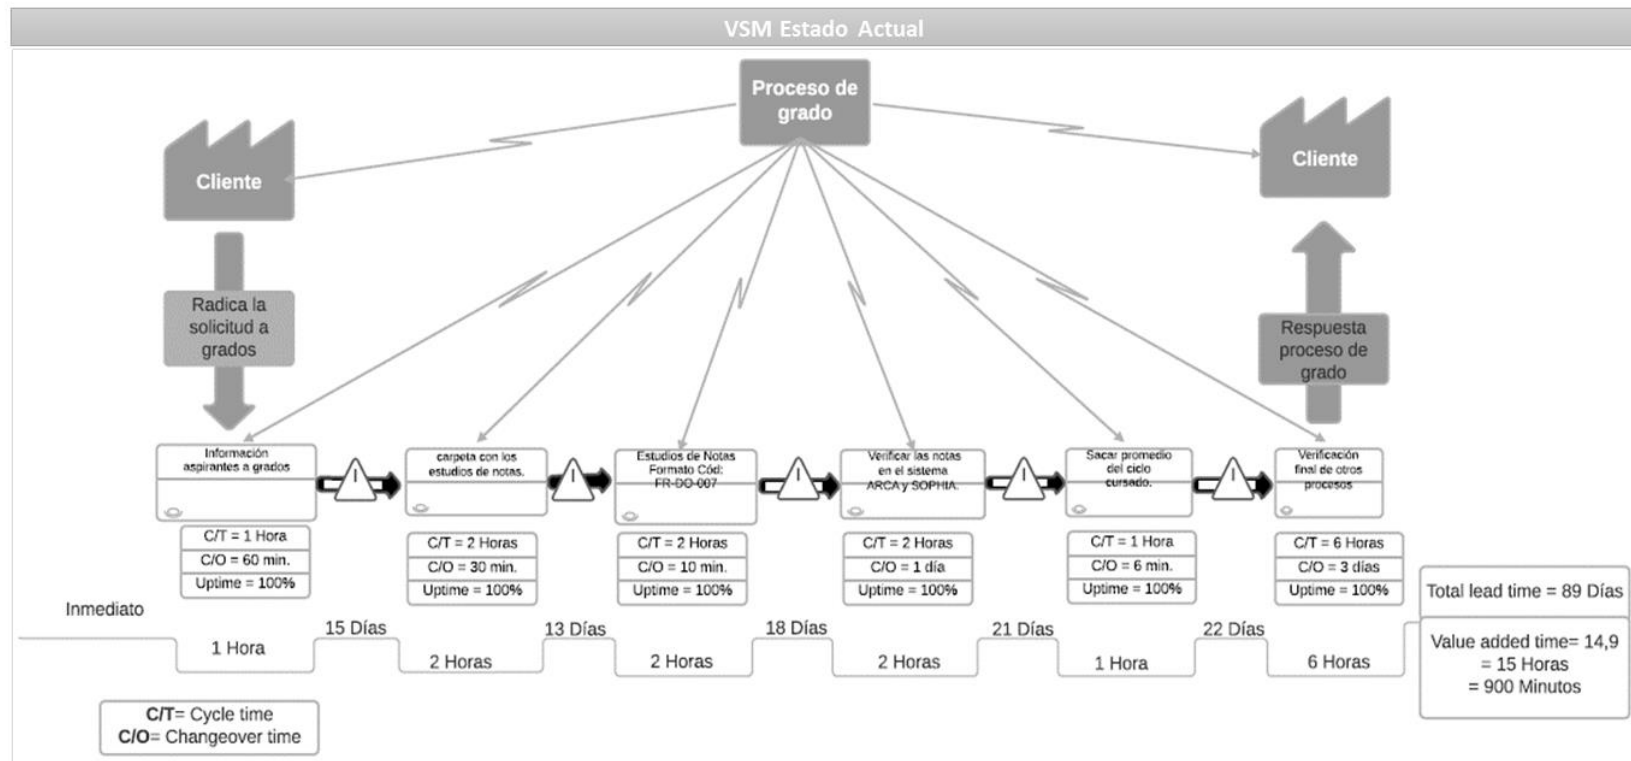 VSM Estado Actual
Proceso de
grado
Cliente
Cliente
Radica la
solicitud a
grados
Respuesta
proceso de
grado
Información
aspirantes a grados
carpeta con los
estudios de notas.
Estudios de Notas
Formato Cód:
FR-DO-007
Verificar las notas
en el sistema
ARCA y SOPHIA.
Sacar promedio
del ciclo
cursado.
Verificación
final de otros
procesos
C/T = 1 Hora
C/O = 60 min.
Uptime = 100%
C/T = 2 Horas
C/O = 30 min.
Uptime = 100%
C/T = 2 Horas
C/O = 10 min.
Uptime = 100%
C/T = 2 Horas
C/O = 1 día
Uptime = 100%
C/T = 1 Hora
C/O = 6 min.
Uptime = 100%
C/T = 6 Horas
C/O = 3 días
Uptime = 100%
Inmediato
1 Hora
15 Días
2 Horas
13 Días
2 Horas
18 Días
2 Horas
21 Días
1 Hora
22 Días
6 Horas
Total lead time = 89 Días
Value added time= 14,9
= 15 Horas
= 900 Minutos
C/T= Cycle time
C/O= Changeover time